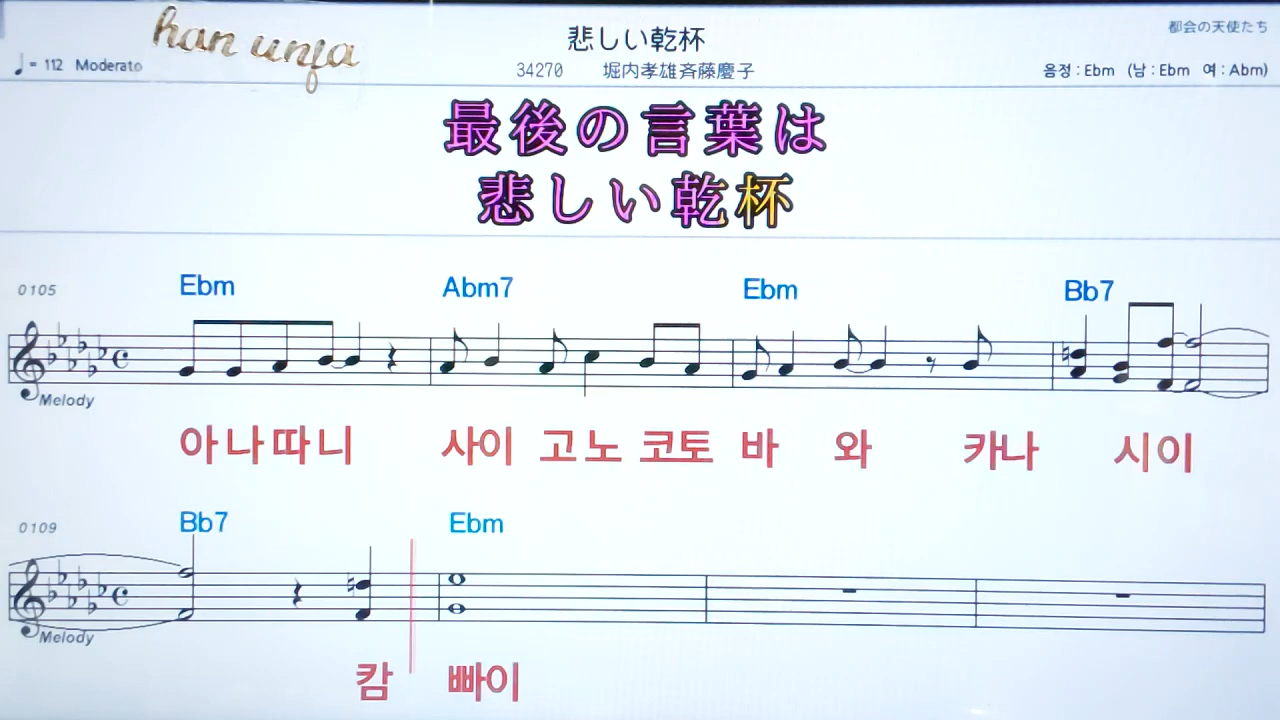 han unja
悲しい乾杯
都会の天使たち
♩= 112 Moderato
34270 堀内孝雄斉藤慶子
음정 : Ebm (남 : Ebm 여 : Abm)
最後の言葉は
悲しい乾杯
0105 Ebm Abm7 Ebm Bb7
Melody
아나따니 사이 고노 코토 바 와 카나 시이
0109 Bb7 Ebm
Melody
캄 빠이